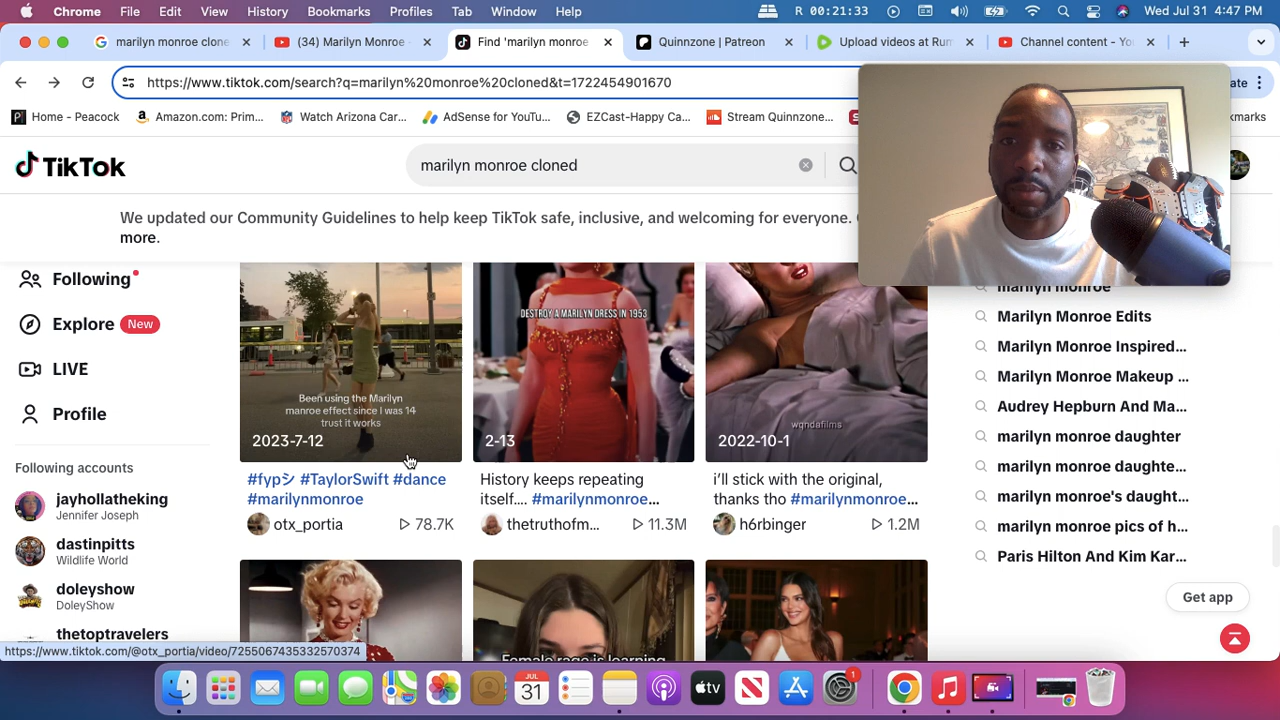 Chrome File Edit View History Bookmarks Profiles Tab Window Help R 00:21:33 Wed Jul 31 4:47 PM
marilyn monroe clone (34) Marilyn Monroe - Find 'marilyn monroe Quinnzone | Patreon Upload videos at Run Channel content - Yo
https://www.tiktok.com/search?q=marilyn%20monroe%20cloned&t=1722454901670
Home - Peacock Amazon.com: Prim... Watch Arizona Car... AdSense for YouTu... EZCast-Happy Ca... Stream Quinnzone...
TikTok
marilyn monroe cloned
We updated our Community Guidelines to help keep TikTok safe, inclusive, and welcoming for everyone.
more.
Following
Explore New
LIVE
Profile
Following accounts
jayhollatheking
Jennifer Joseph
dastinpitts
Wildlife World
doleyshow
DoleyShow
thetoptravelers
Been using the Marilyn
manroe effect since I was 14
trust it works
2023-7-12
#fypシ #TaylorSwift #dance
#marilynmonroe
otx_portia 78.7K
DESTROY A MARILYN DRESS IN 1953
2-13
History keeps repeating
itself.... #marilynmonroe...
thetruthofm... 11.3M
wqndafilms
2022-10-1
i'll stick with the original,
thanks tho #marilynmonroe...
h6rbinger 1.2M
Female rage is learning
marilyn monroe
Marilyn Monroe Edits
Marilyn Monroe Inspired...
Marilyn Monroe Makeup ...
Audrey Hepburn And Ma...
marilyn monroe daughter
marilyn monroe daughte...
marilyn monroe's daught...
marilyn monroe pics of h...
Paris Hilton And Kim Kar...
Get app
https://www.tiktok.com/@otx_portia/video/7255067435332570374
JUL
31
tv
1